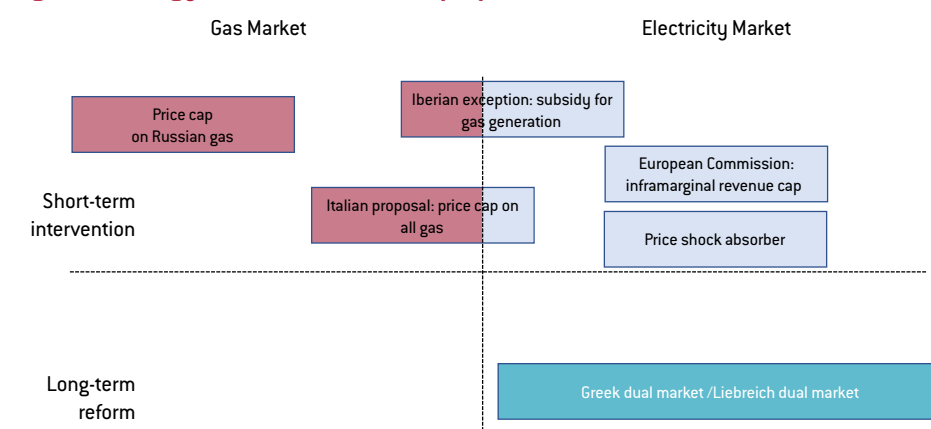 Gas Market
Electricity Market
Price cap
on Russian gas
Iberian exception: subsidy for
gas generation
European Commission:
inframarginal revenue cap
Short-term
intervention
Italian proposal: price cap on
all gas
Price shock absorber
Long-term
reform
Greek dual market /Liebreich dual market